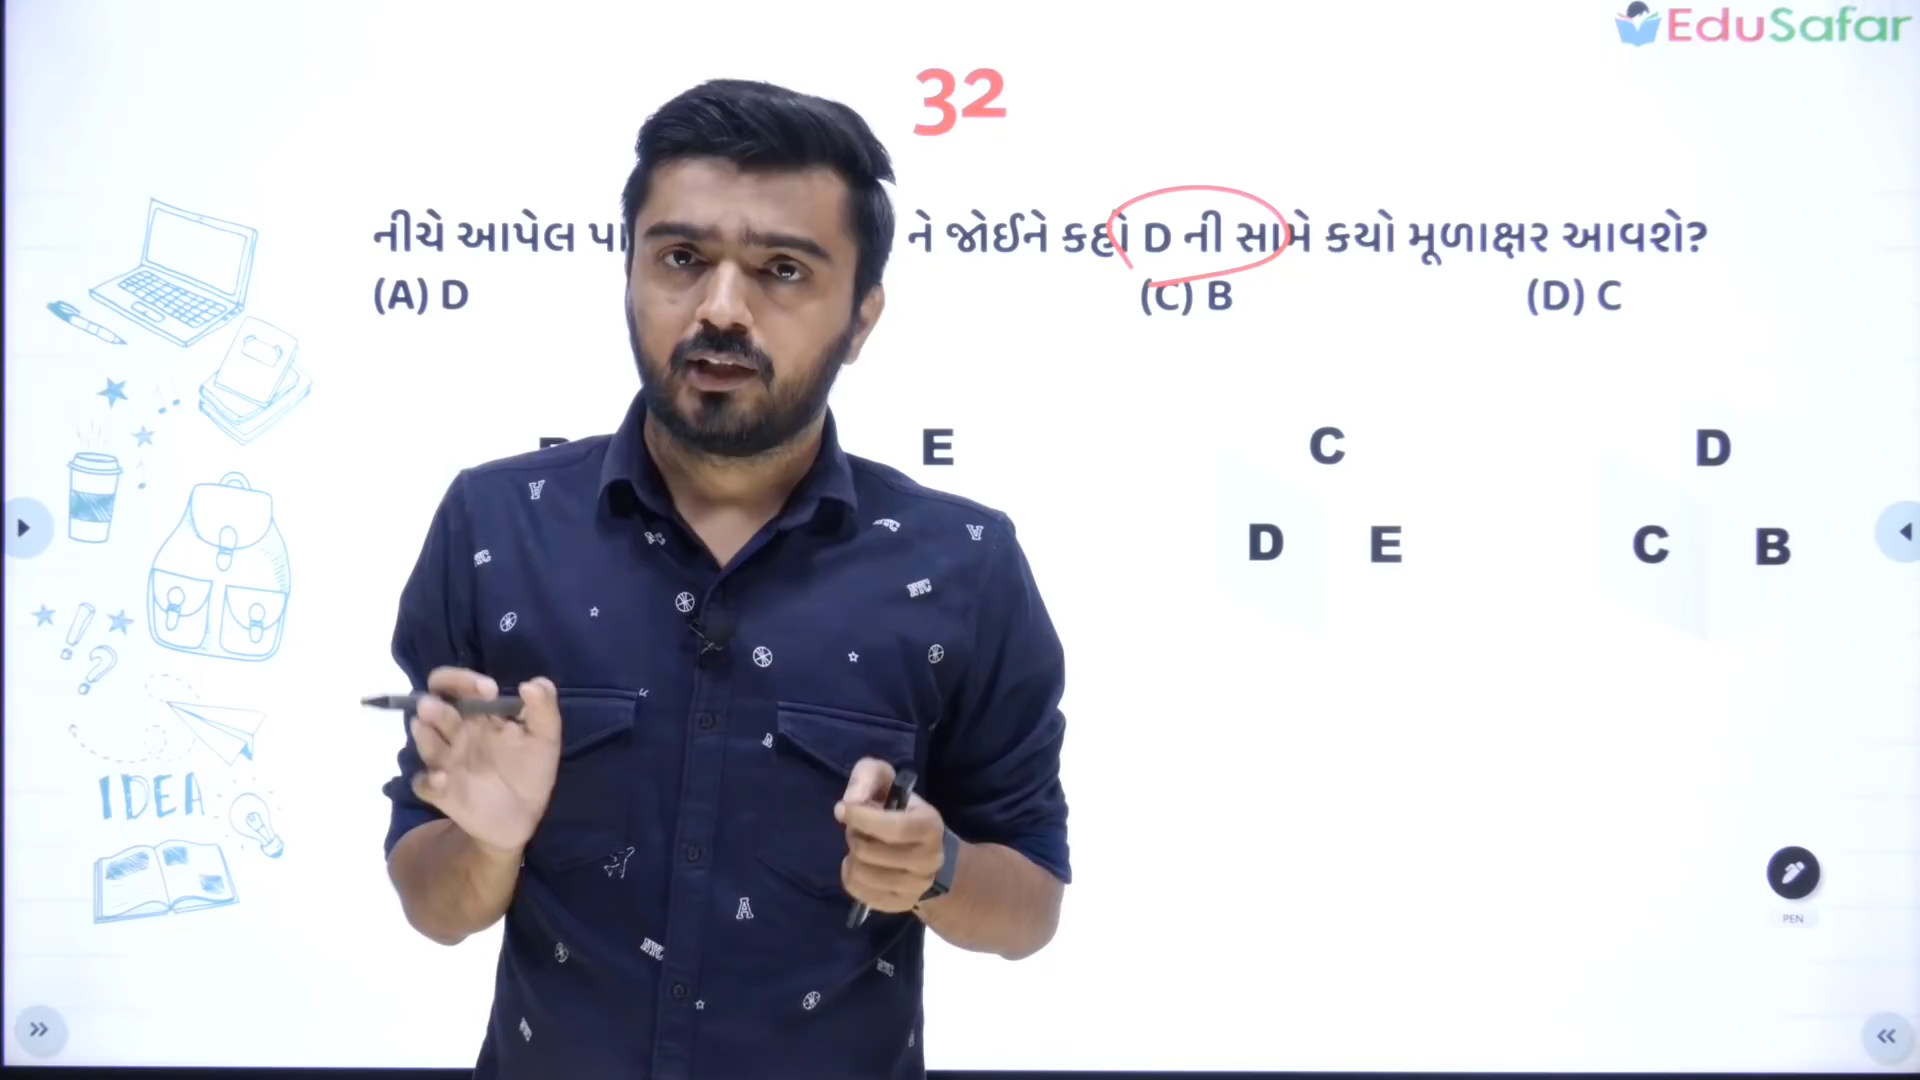 EduSafar
32
નીચે આપેલ ને જોઈને કહો D ની સામે કયો મૂળાક્ષર આવશે?
(A) D (C) B (D) C
E C D
D E C B
IDEA
PEN